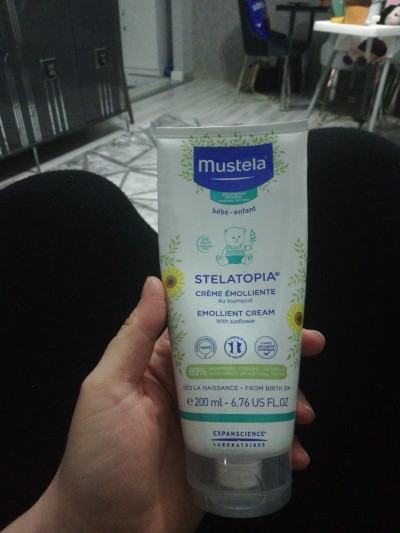 mustela
bébé - enfant
STELATOPIA®
CRÈME ÉMOLLIENTE
Au tournesol
EMOLLIENT CREAM
With sunflower
89%
DÈS LA NAISSANCE - FROM BIRTH ON
℮ 200 ml - 6,76 US FL.OZ
EXPANSCIENCE®
LABORATOIRES